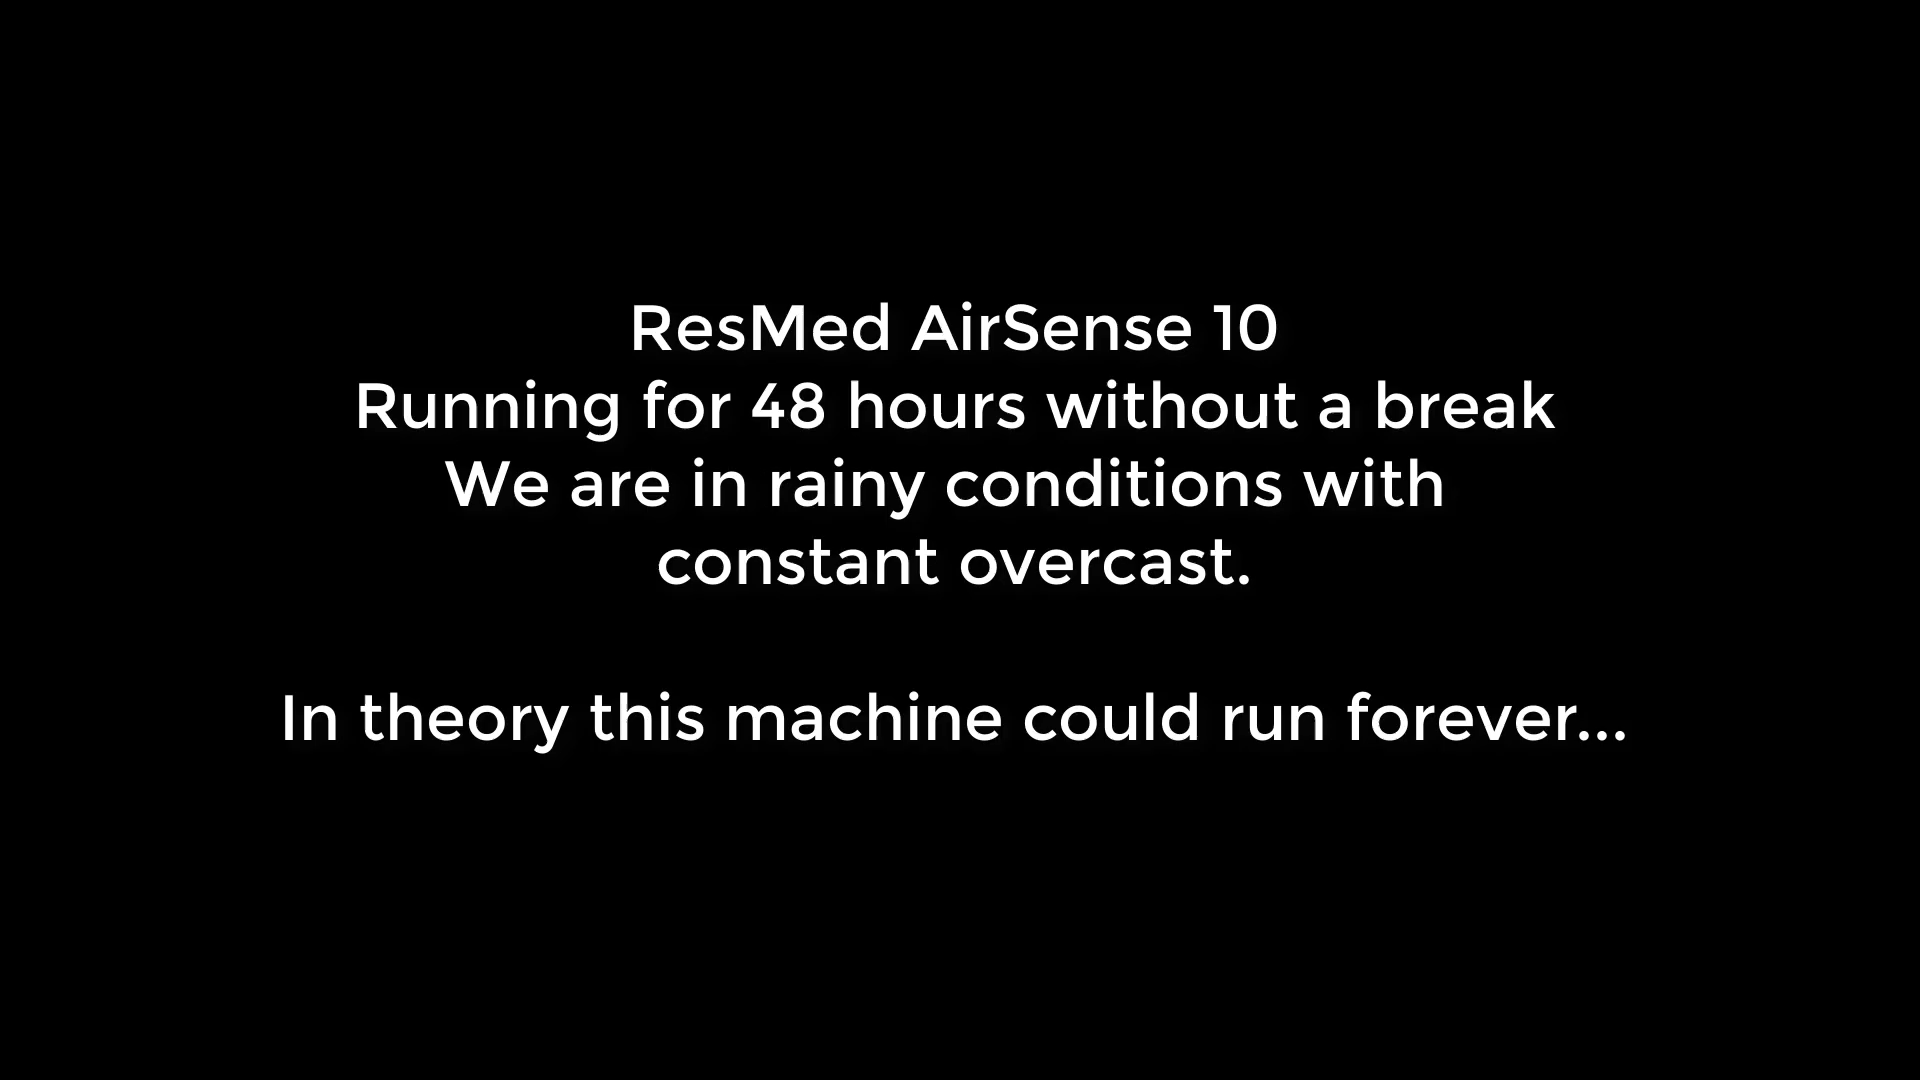 ResMed AirSense 10
Running for 48 hours without a break
We are in rainy conditions with
constant overcast.
In theory this machine could run forever...